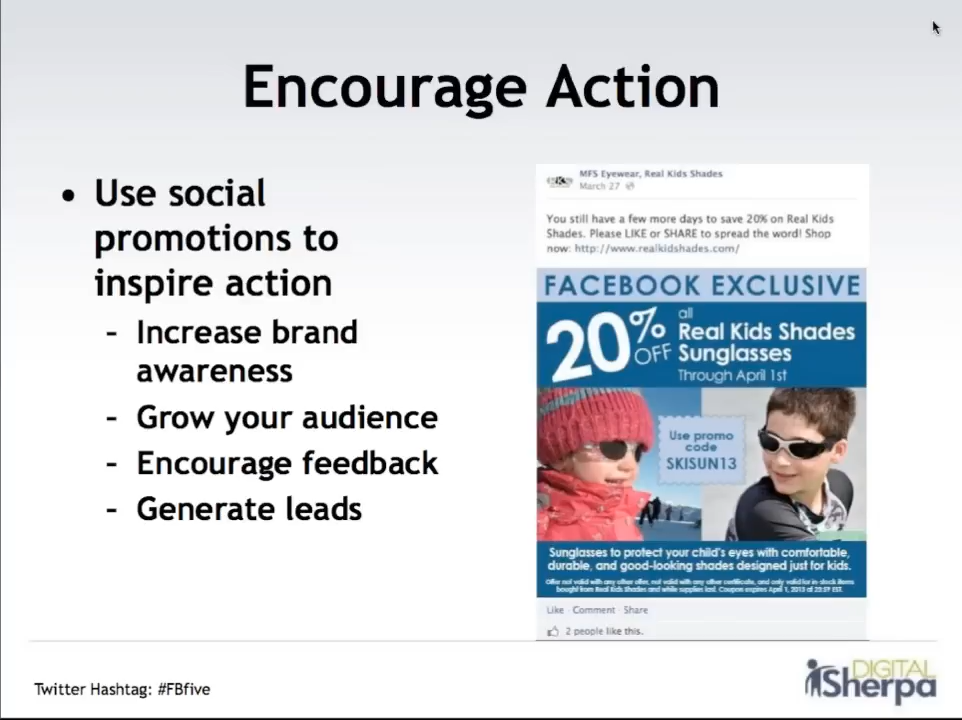 Encourage Action
• Use social
promotions to
inspire action
– Increase brand
awareness
– Grow your audience
– Encourage feedback
– Generate leads
MFS Eyewear, Real Kids Shades
March 27
You still have a few more days to save 20% on Real Kids
Shades. Please LIKE or SHARE to spread the word! Shop
now: http://www.realkidshades.com/
FACEBOOK EXCLUSIVE
20% OFF
all
Real Kids Shades
Sunglasses
Through April 1st
Use promo
code
SKISUN13
Sunglasses to protect your child's eyes with comfortable,
durable, and good-looking shades designed just for kids.
Offer not valid with any other offer, not valid with any other certificate, and only valid for in-stock items
bought from Real Kids Shades and while supplies last. Coupon expires April 1, 2013 at 23:59 EST.
Like · Comment · Share
2 people like this.
Twitter Hashtag: #FBfive
DIGITAL
Sherpa